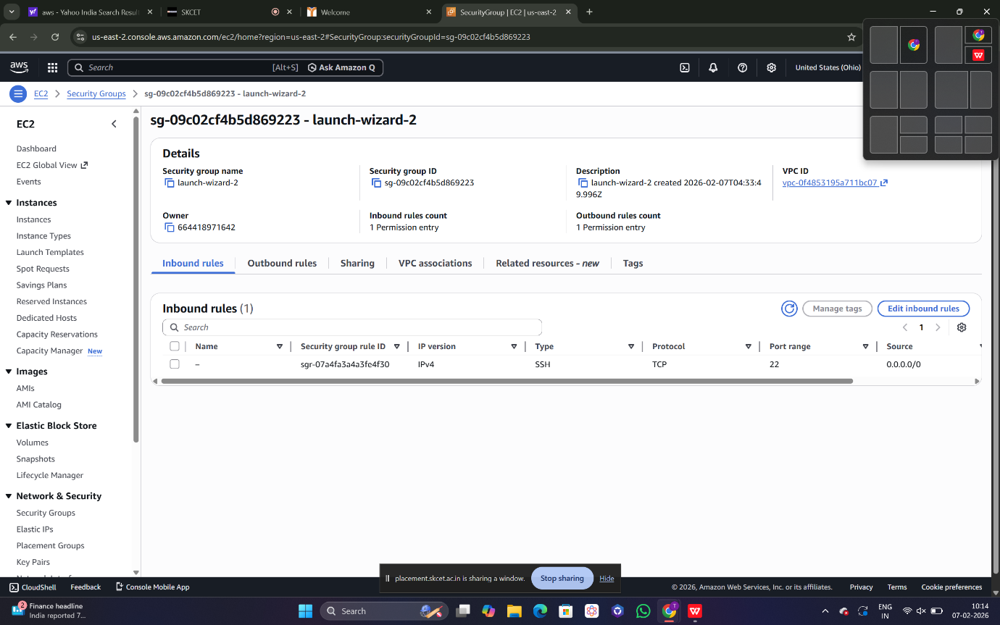 aws - Yahoo India Search Resul
SKCET
Welcome
SecurityGroup | EC2 | us-east-2
us-east-2.console.aws.amazon.com/ec2/home?region=us-east-2#SecurityGroup:securityGroupId=sg-09c02cf4b5d869223
aws
Search
[Alt+S]
Ask Amazon Q
United States (Ohio)
EC2
Security Groups
sg-09c02cf4b5d869223 - launch-wizard-2
EC2
Dashboard
EC2 Global View
Events
Instances
Instances
Instance Types
Launch Templates
Spot Requests
Savings Plans
Reserved Instances
Dedicated Hosts
Capacity Reservations
Capacity Manager New
Images
AMIs
AMI Catalog
Elastic Block Store
Volumes
Snapshots
Lifecycle Manager
Network & Security
Security Groups
Elastic IPs
Placement Groups
Key Pairs
sg-09c02cf4b5d869223 - launch-wizard-2
Details
Security group name
launch-wizard-2
Security group ID
sg-09c02cf4b5d869223
Description
launch-wizard-2 created 2026-02-07T04:33:4
9.996Z
VPC ID
vpc-0f4853195a711bc07
Owner
664418971642
Inbound rules count
1 Permission entry
Outbound rules count
1 Permission entry
Inbound rules
Outbound rules
Sharing
VPC associations
Related resources - new
Tags
Inbound rules (1)
Manage tags
Edit inbound rules
Search
1
Name
Security group rule ID
IP version
Type
Protocol
Port range
Source
–
sgr-07a4fa3a4a3fe4f30
IPv4
SSH
TCP
22
0.0.0.0/0
placement.skcet.ac.in is sharing a window.
Stop sharing
Hide
CloudShell
Feedback
Console Mobile App
© 2026, Amazon Web Services, Inc. or its affiliates.
Privacy
Terms
Cookie preferences
2
Finance headline
India reported 7...
Search
ENG
IN
10:14
07-02-2026